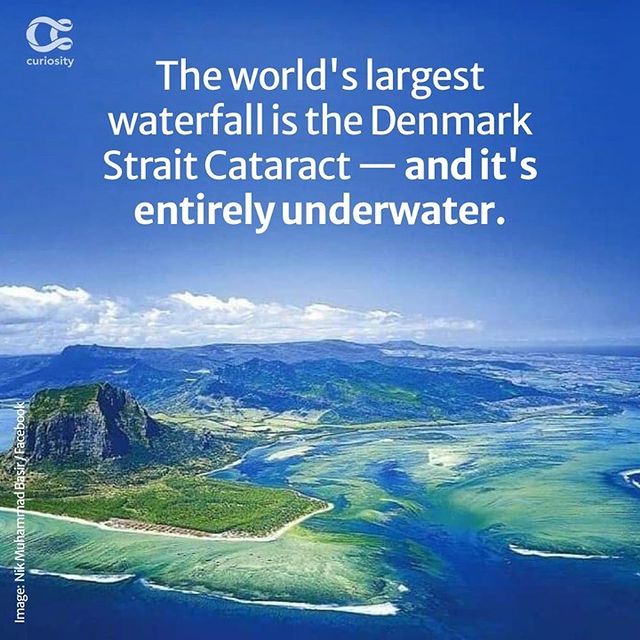 curiosity
The world's largest
waterfall is the Denmark
Strait Cataract — and it's
entirely underwater.
Image: Nik Muhammad Basir / Facebook